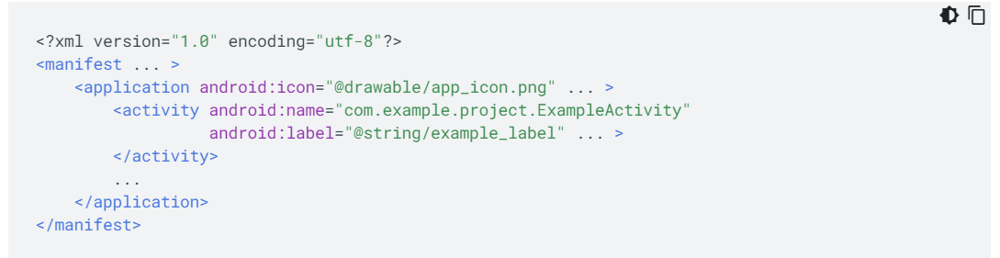 <?xml version="1.0" encoding="utf-8"?>
<manifest ... >
    <application android:icon="@drawable/app_icon.png" ... >
        <activity android:name="com.example.project.ExampleActivity"
                  android:label="@string/example_label" ... >
        </activity>
        ...
    </application>
</manifest>